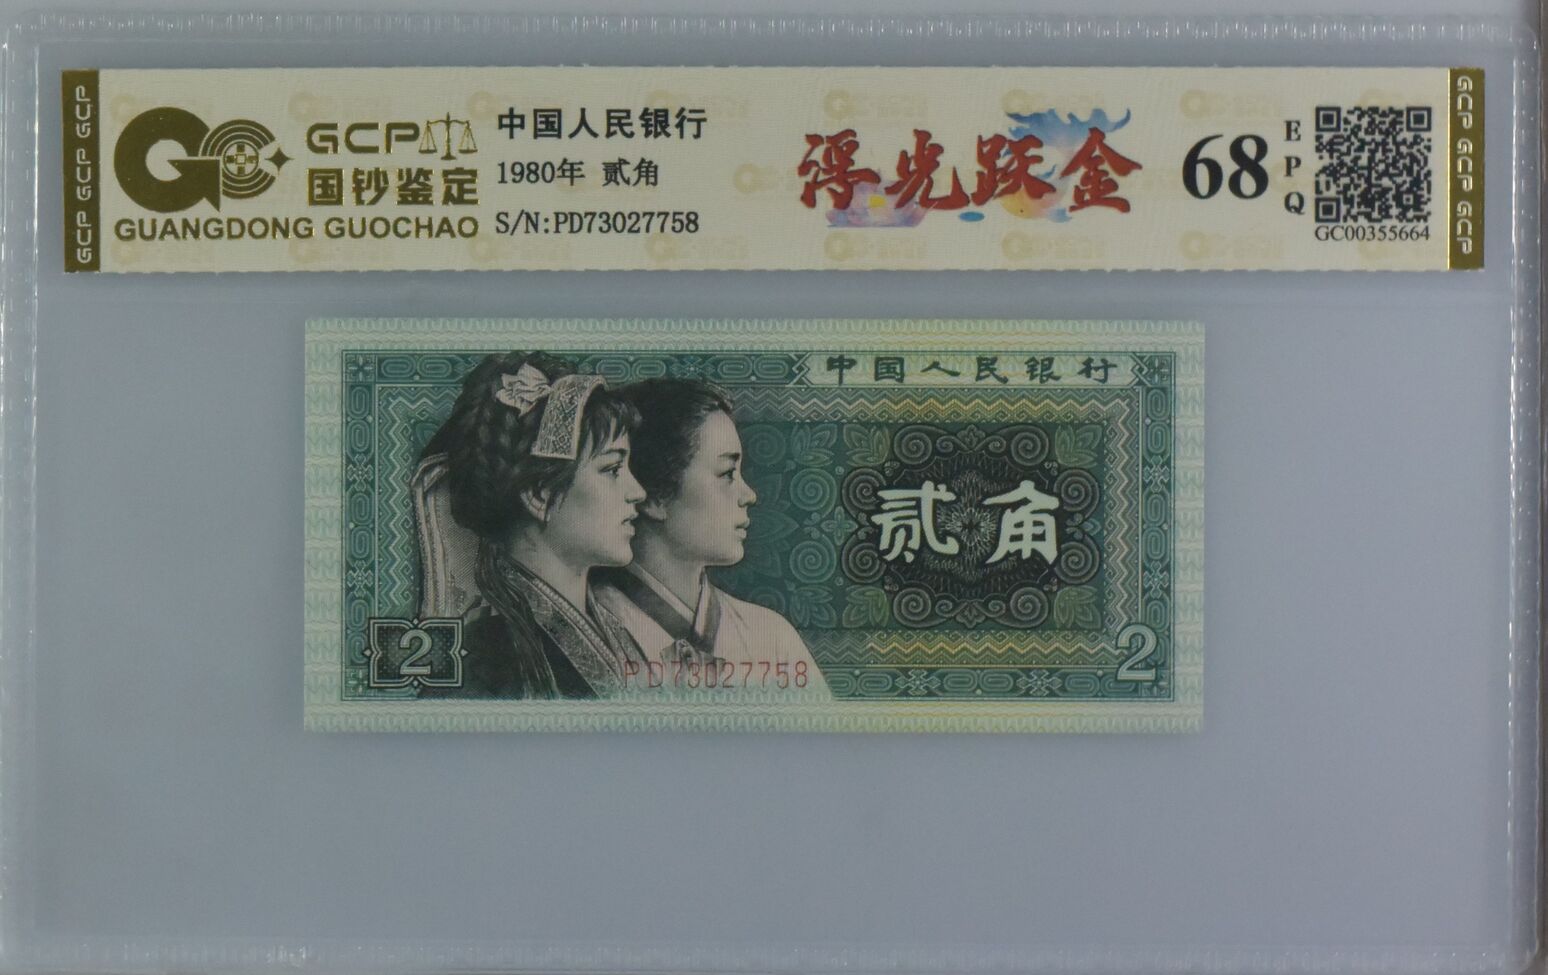 GCP GCP GCP
GCP
国钞鉴定
GUANGDONG GUOCHAO
中国人民银行
1980年 贰角
S/N:PD73027758
浮光跃金
68
EPQ
GC00355664
GCP GCP GCP
中国人民银行
贰角
2
2
PD73027758